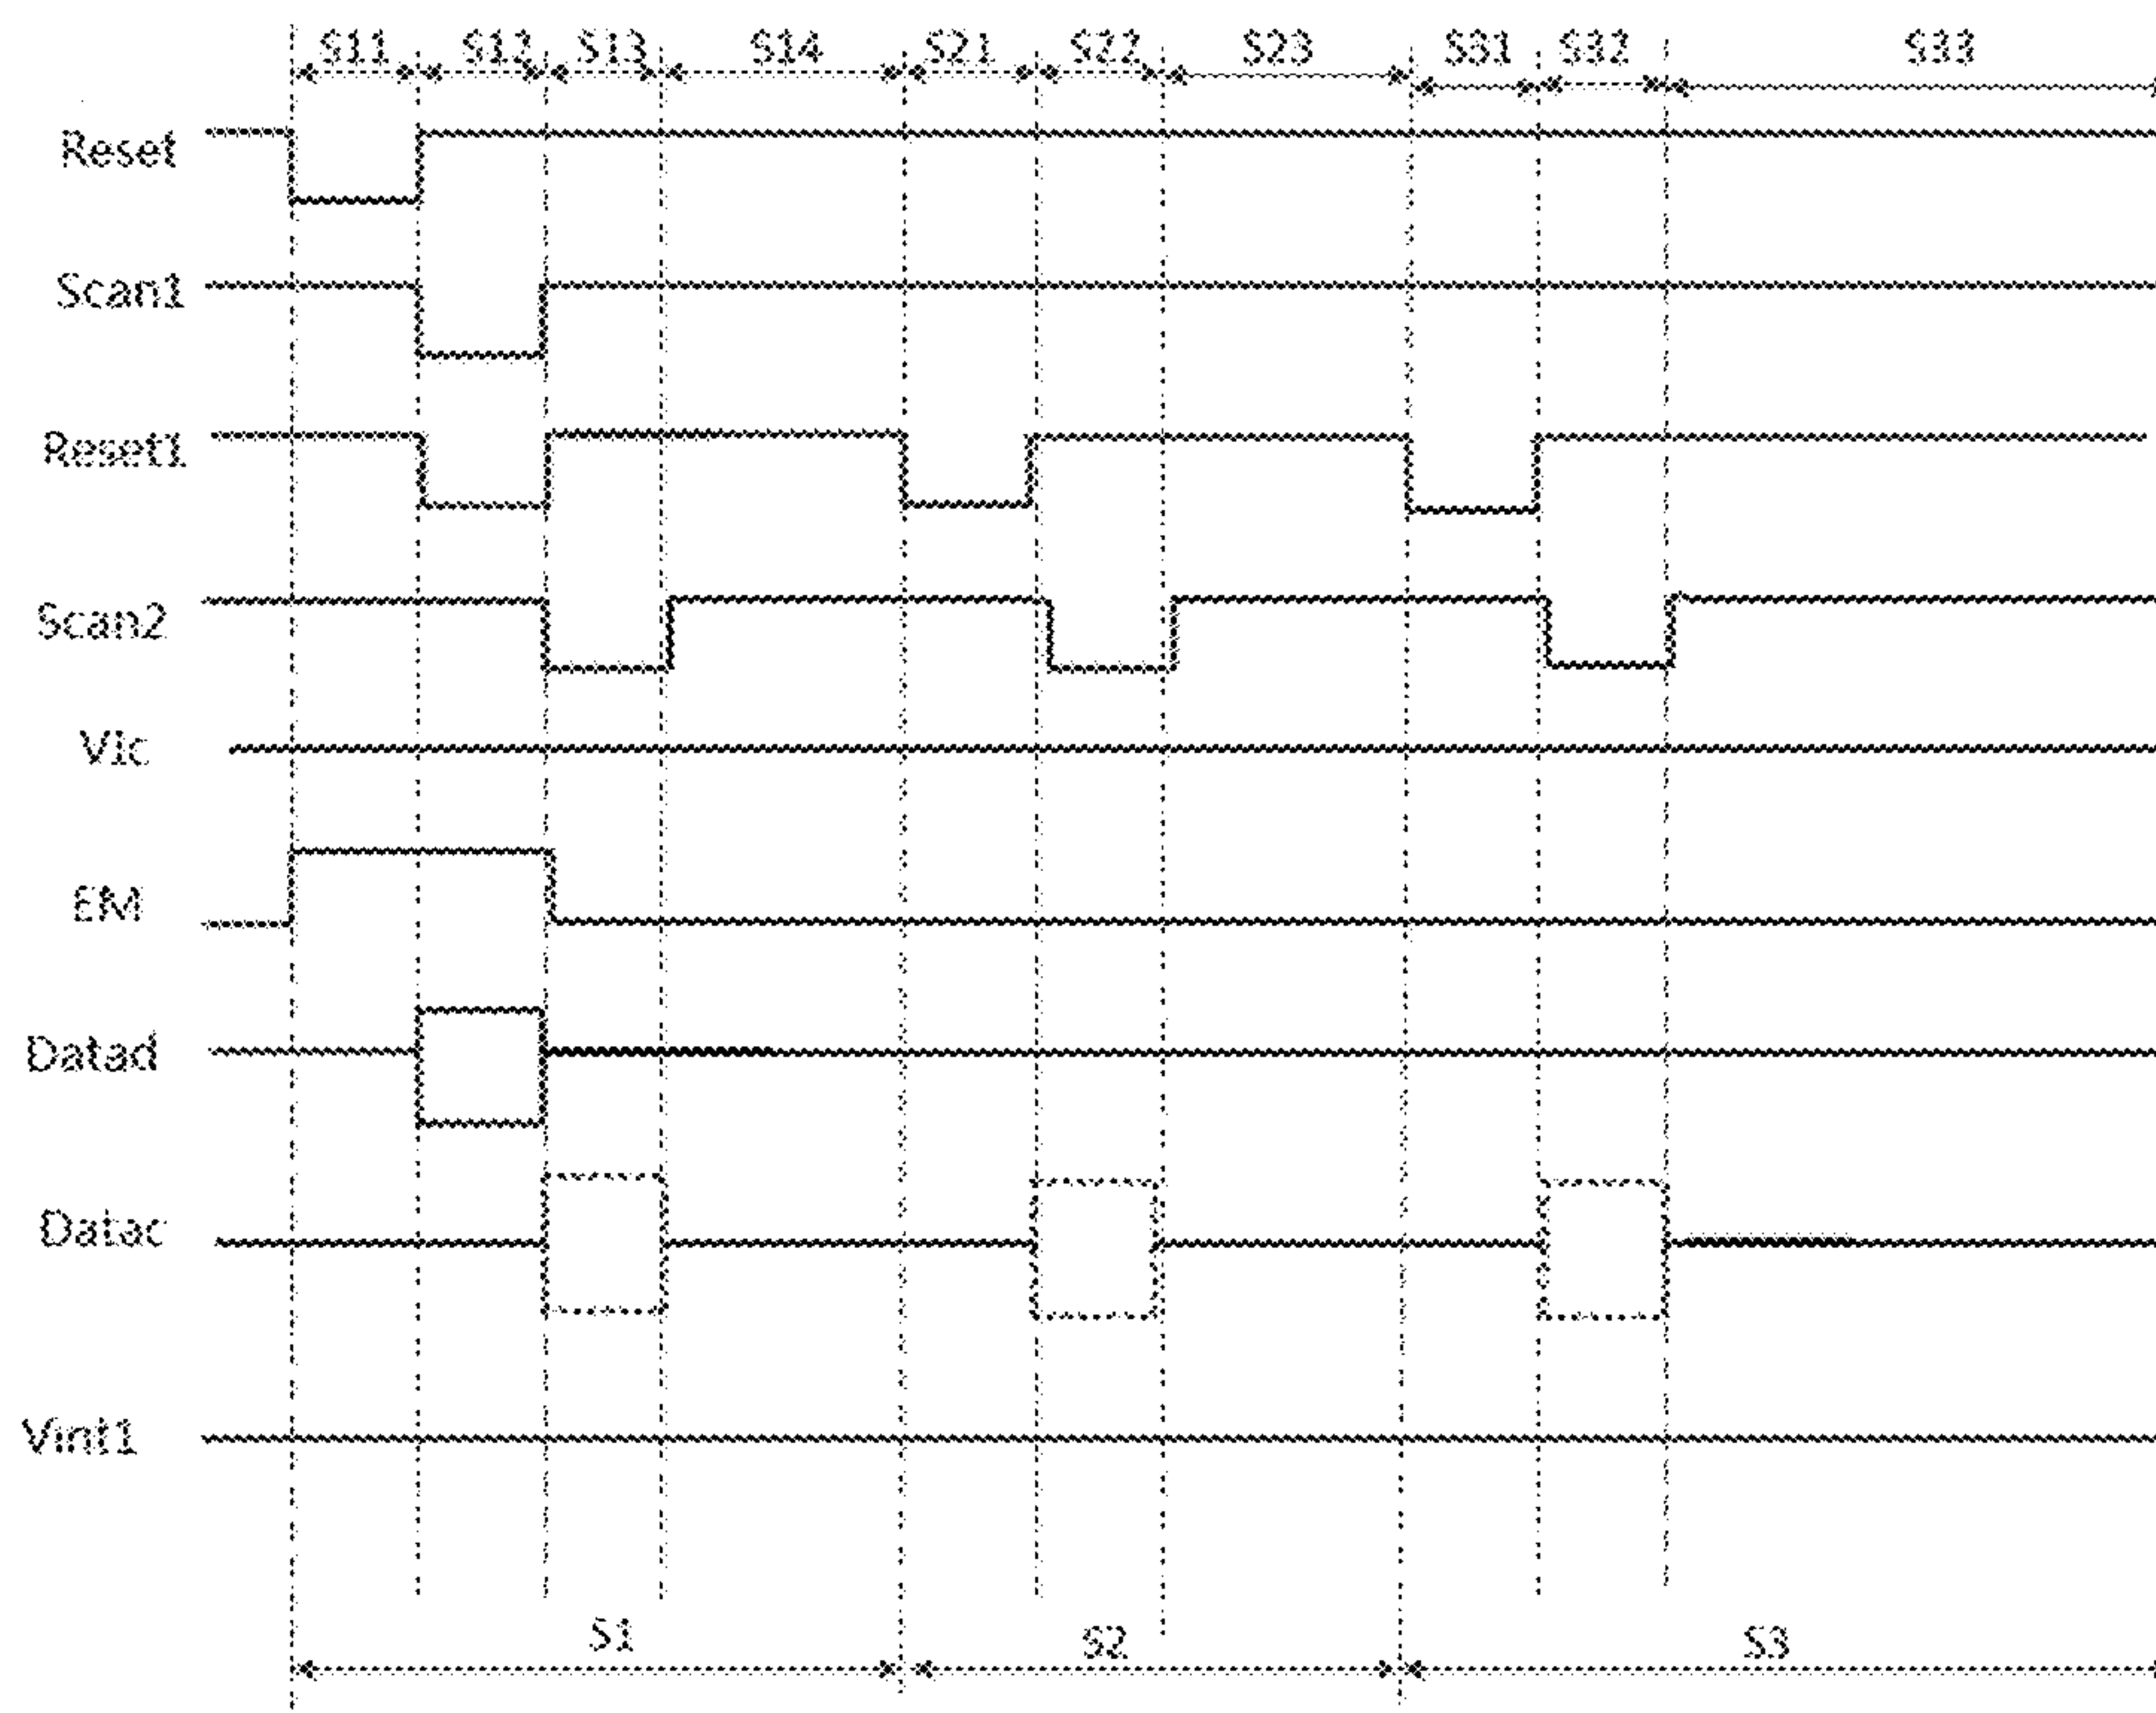 S11 S12 S13 S14 S21 S22 S23 S31 S32 S33
Reset
Scan1
Reset1
Scan2
VIc
EM
Datad
Datac
Vint1
S1 S2 S3